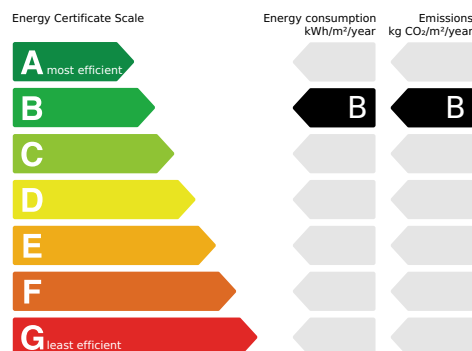 Energy Certificate Scale
Energy consumption
kWh/m²/year
Emissions
kg CO₂/m²/year
A most efficient
B
B
B
C
D
E
F
G least efficient